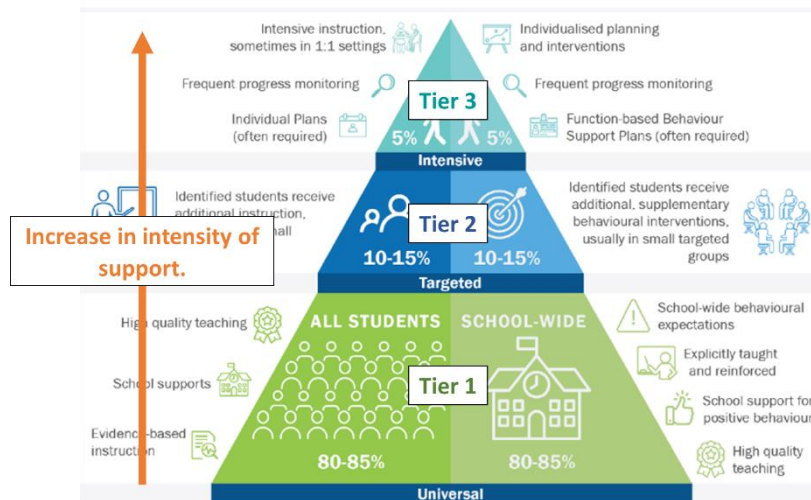 Intensive instruction,
sometimes in 1:1 settings
Individualised planning
and interventions
Frequent progress monitoring
Frequent progress monitoring
Tier 3
Individual Plans
(often required)
Function-based Behaviour
Support Plans (often required)
5%
5%
Intensive
Identified students receive
additional instruction,
Increase in intensity of
support.
Tier 2
10-15%
10-15%
Identified students receive
additional, supplementary
behavioural interventions,
usually in small targeted
groups
Targeted
High quality teaching
School supports
Evidence-based
instruction
ALL STUDENTS
SCHOOL-WIDE
Tier 1
80-85%
80-85%
School-wide behavioural
expectations
Explicitly taught
and reinforced
School support for
positive behaviour
High quality
teaching
Universal